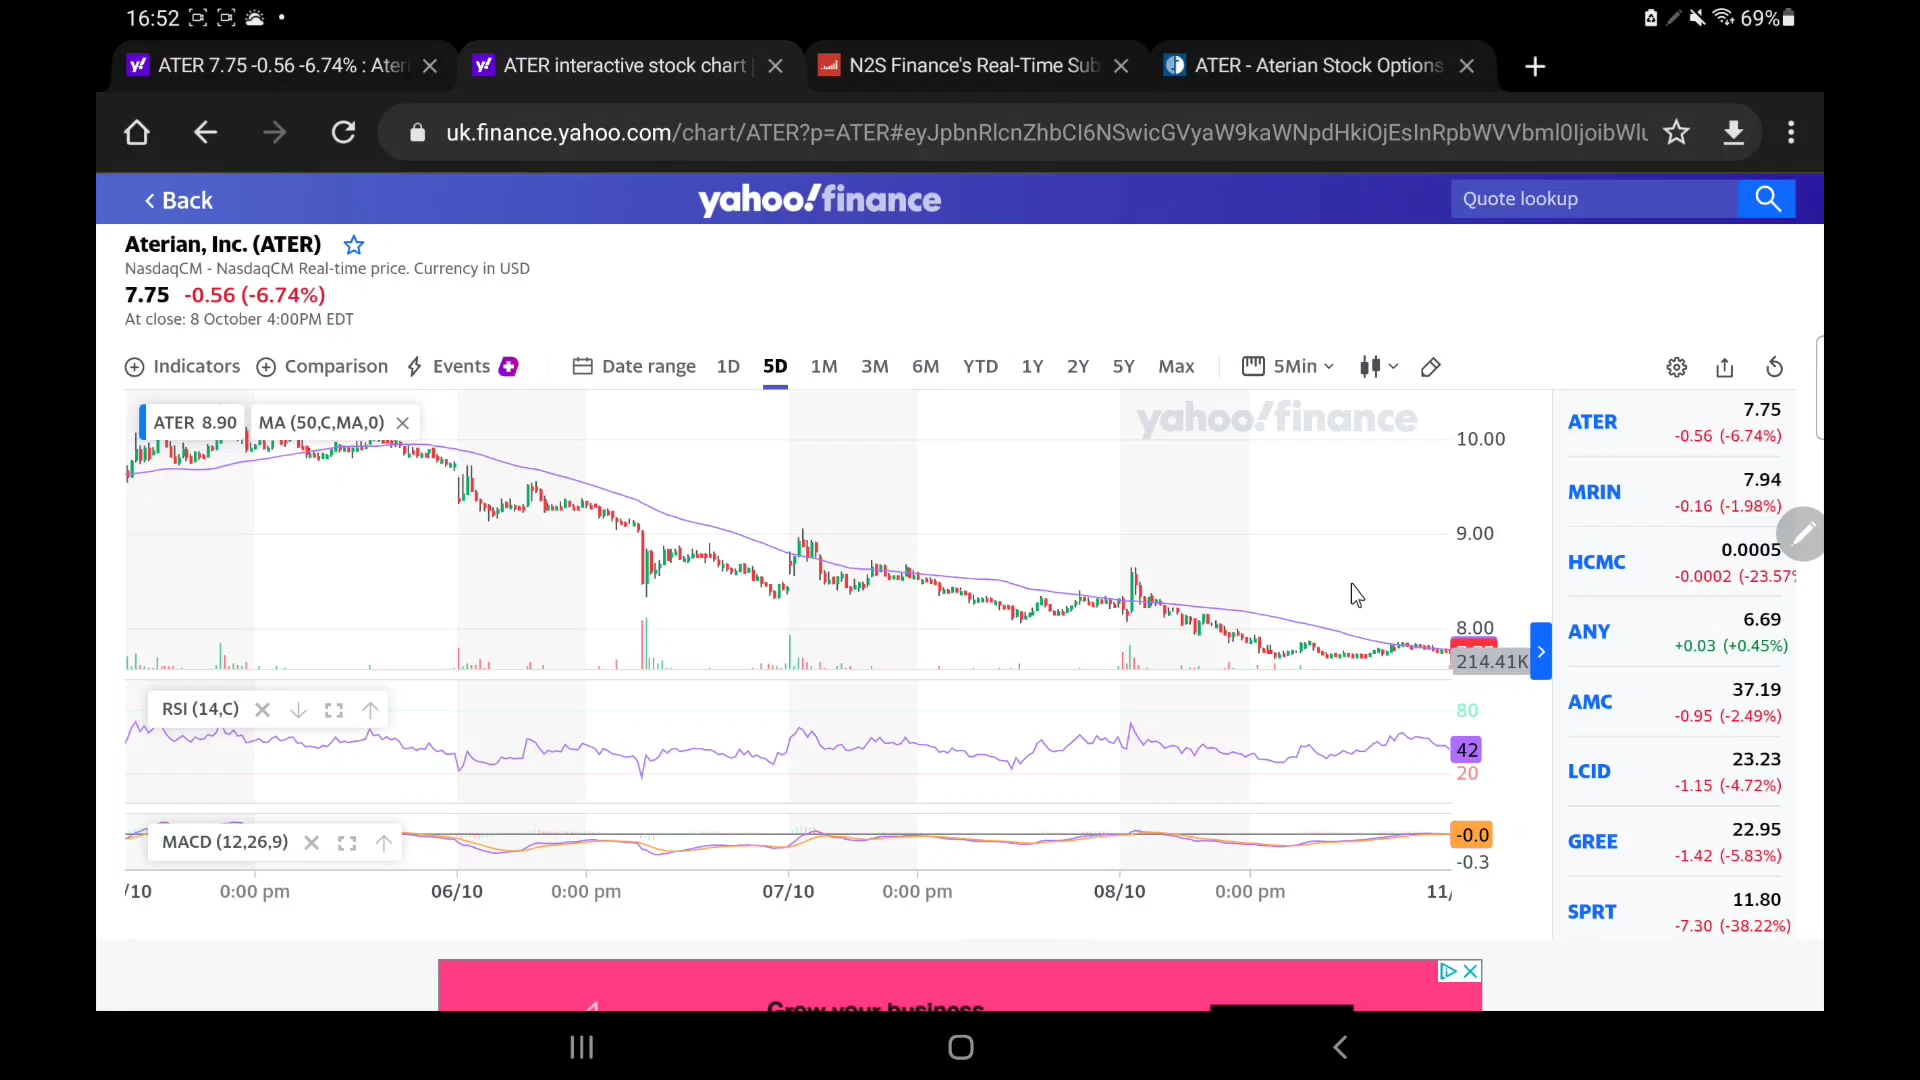 16:52
69%
ATER 7.75 -0.56 -6.74% : Ateri
ATER interactive stock chart |
N2S Finance's Real-Time Sub
ATER - Aterian Stock Options
uk.finance.yahoo.com/chart/ATER?p=ATER#eyJpbnRlcnZhbCI6NSwicGVyaW9kaWNpdHkiOjEsInRpbWVVbml0IjoibWlu
Back
yahoo!finance
Quote lookup
Aterian, Inc. (ATER)
NasdaqCM - NasdaqCM Real-time price. Currency in USD
7.75 -0.56 (-6.74%)
At close: 8 October 4:00PM EDT
Indicators Comparison Events Date range 1D 5D 1M 3M 6M YTD 1Y 2Y 5Y Max 5Min
ATER 8.90 MA (50,C,MA,0)
yahoo!finance
10.00
9.00
8.00
214.41K
RSI (14,C)
80
42
20
MACD (12,26,9)
-0.0
-0.3
/10 0:00 pm 06/10 0:00 pm 07/10 0:00 pm 08/10 0:00 pm 11/
ATER 7.75
-0.56 (-6.74%)
MRIN 7.94
-0.16 (-1.98%)
HCMC 0.0005
-0.0002 (-23.57%
ANY 6.69
+0.03 (+0.45%)
AMC 37.19
-0.95 (-2.49%)
LCID 23.23
-1.15 (-4.72%)
GREE 22.95
-1.42 (-5.83%)
SPRT 11.80
-7.30 (-38.22%)
Grow your business